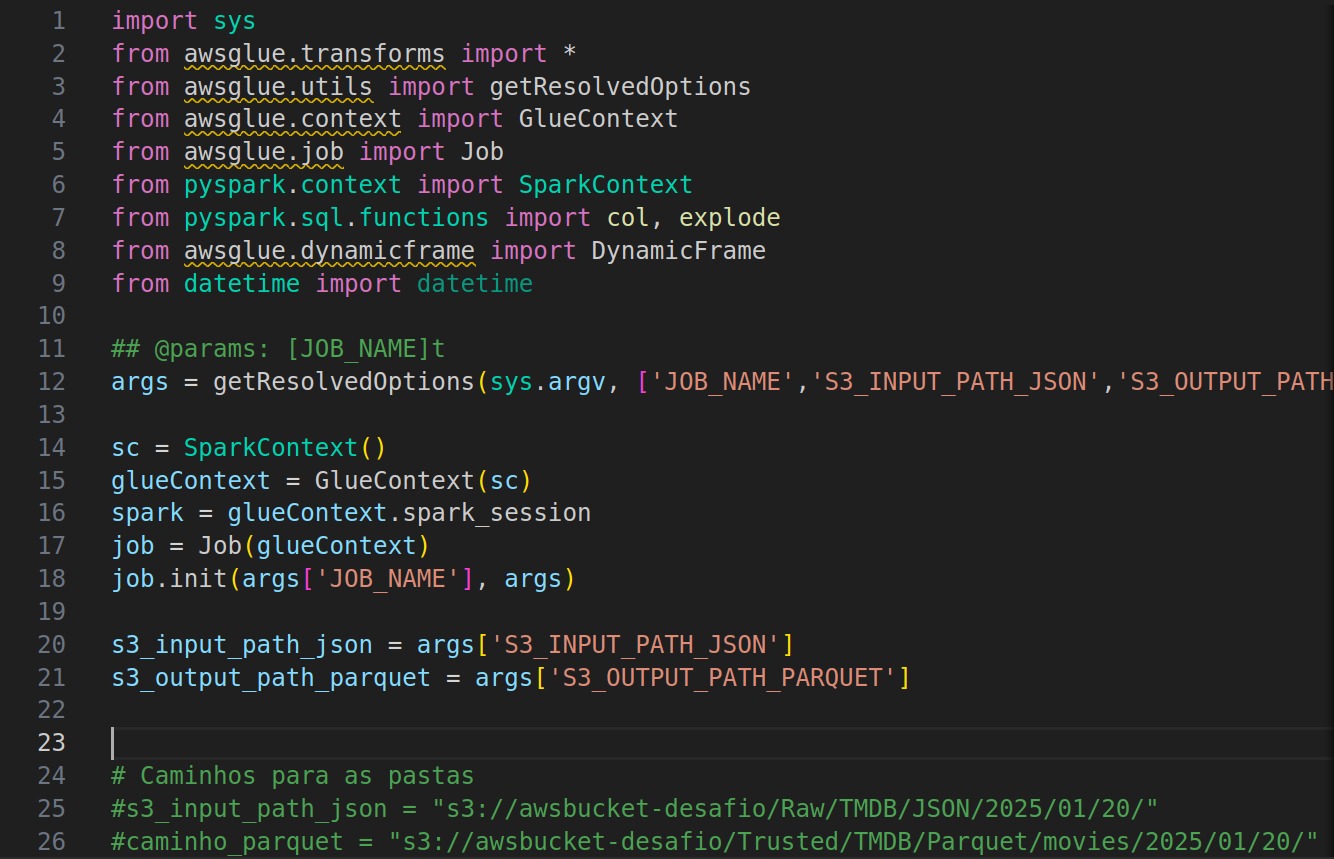 1 import sys
2 from awsglue.transforms import *
3 from awsglue.utils import getResolvedOptions
4 from awsglue.context import GlueContext
5 from awsglue.job import Job
6 from pyspark.context import SparkContext
7 from pyspark.sql.functions import col, explode
8 from awsglue.dynamicframe import DynamicFrame
9 from datetime import datetime
10
11 ## @params: [JOB_NAME]t
12 args = getResolvedOptions(sys.argv, ['JOB_NAME','S3_INPUT_PATH_JSON','S3_OUTPUT_PATH
13
14 sc = SparkContext()
15 glueContext = GlueContext(sc)
16 spark = glueContext.spark_session
17 job = Job(glueContext)
18 job.init(args['JOB_NAME'], args)
19
20 s3_input_path_json = args['S3_INPUT_PATH_JSON']
21 s3_output_path_parquet = args['S3_OUTPUT_PATH_PARQUET']
22
23
24 # Caminhos para as pastas
25 #s3_input_path_json = "s3://awsbucket-desafio/Raw/TMDB/JSON/2025/01/20/"
26 #caminho_parquet = "s3://awsbucket-desafio/Trusted/TMDB/Parquet/movies/2025/01/20/"